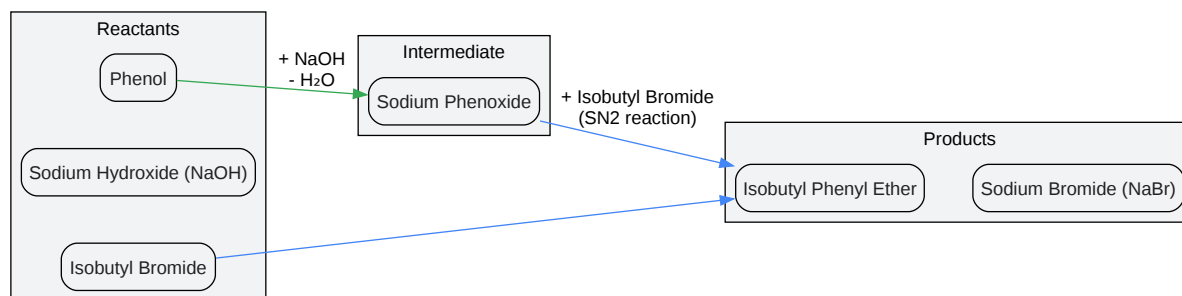 Reactants
Phenol
Sodium Hydroxide (NaOH)
Isobutyl Bromide
+ NaOH
- H₂O
Intermediate
Sodium Phenoxide
+ Isobutyl Bromide
(SN2 reaction)
Products
Isobutyl Phenyl Ether
Sodium Bromide (NaBr)